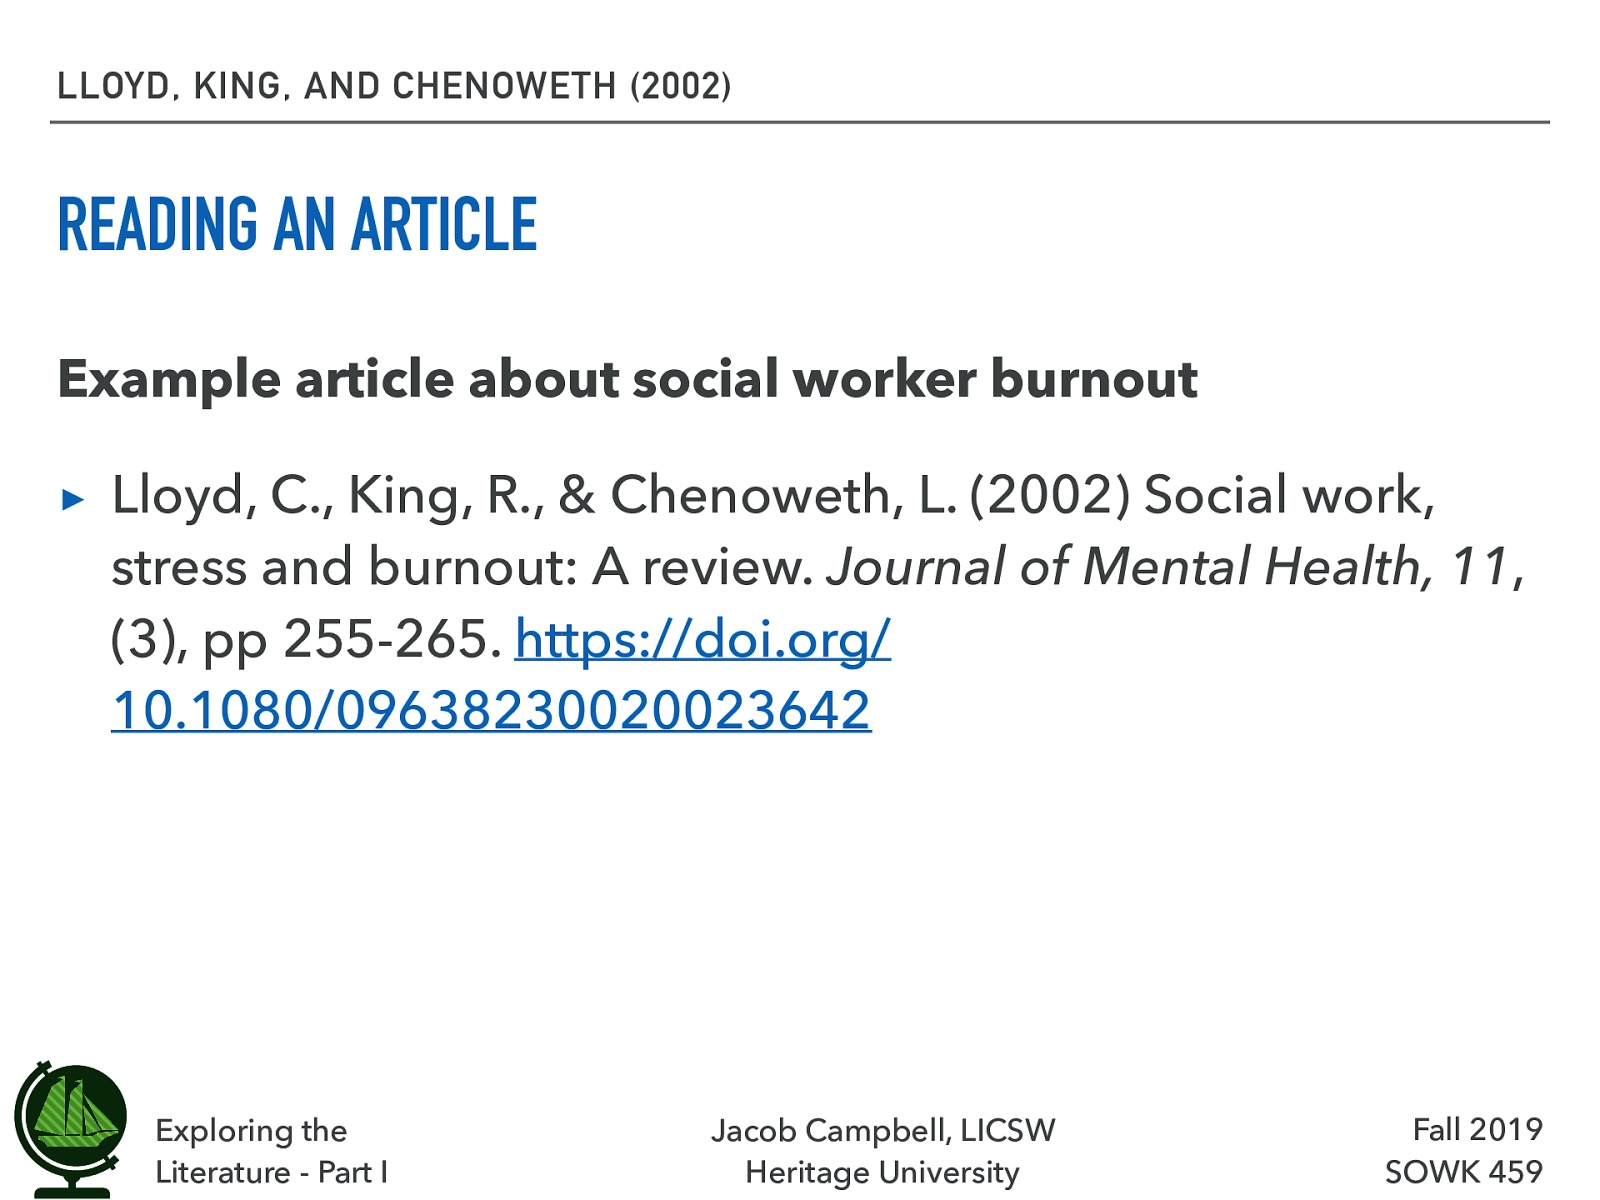 LLOYD, KING, AND CHENOWETH (2002)
READING AN ARTICLE
Example article about social worker burnout
▸ Lloyd, C., King, R., & Chenoweth, L. (2002) Social work,
stress and burnout: A review. Journal of Mental Health, 11,
(3), pp 255-265. https://doi.org/
10.1080/09638230020023642
Exploring the
Literature - Part I
Jacob Campbell, LICSW
Heritage University
Fall 2019
SOWK 459